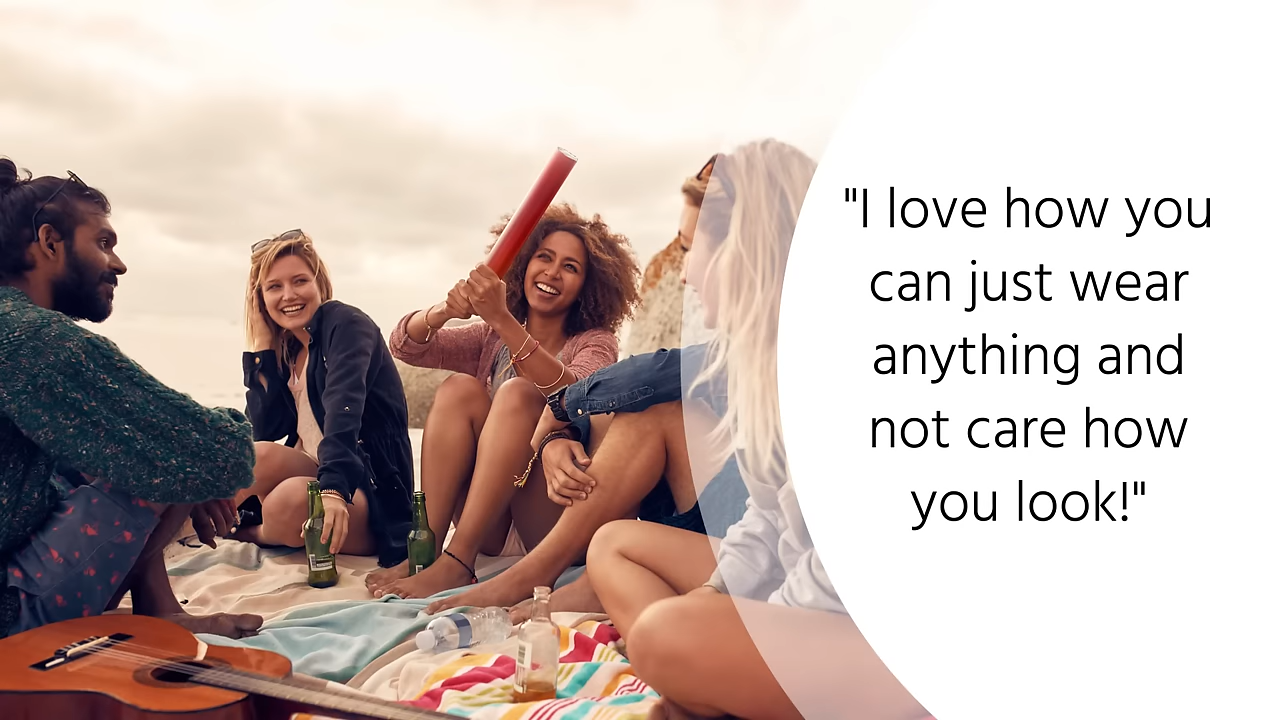 "I love how you
can just wear
anything and
not care how
you look!"